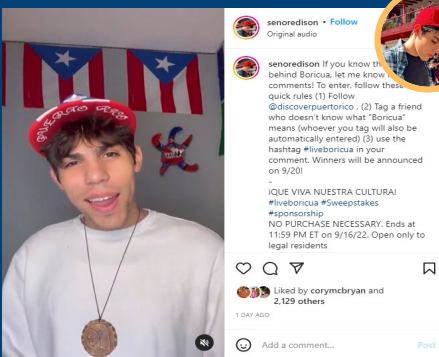 senoredison • Follow
Original audio
senoredison If you know
behind Boricua, let me know
comments! To enter, follow these
quick rules (1) Follow
@discoverpuertorico , (2) Tag a friend
who doesn't know what "Boricua"
means (whoever you tag will also be
automatically entered) (3) use the
hashtag #liveboricua in your
comment. Winners will be announced
on 9/20!
-
¡QUE VIVA NUESTRA CULTURA!
#liveboricua #Sweepstakes
#sponsorship
NO PURCHASE NECESSARY. Ends at
11:59 PM ET on 9/16/22. Open only to
legal residents
Liked by corymcbryan and
2,129 others
1 DAY AGO
Add a comment... Post
PUERTO RICO